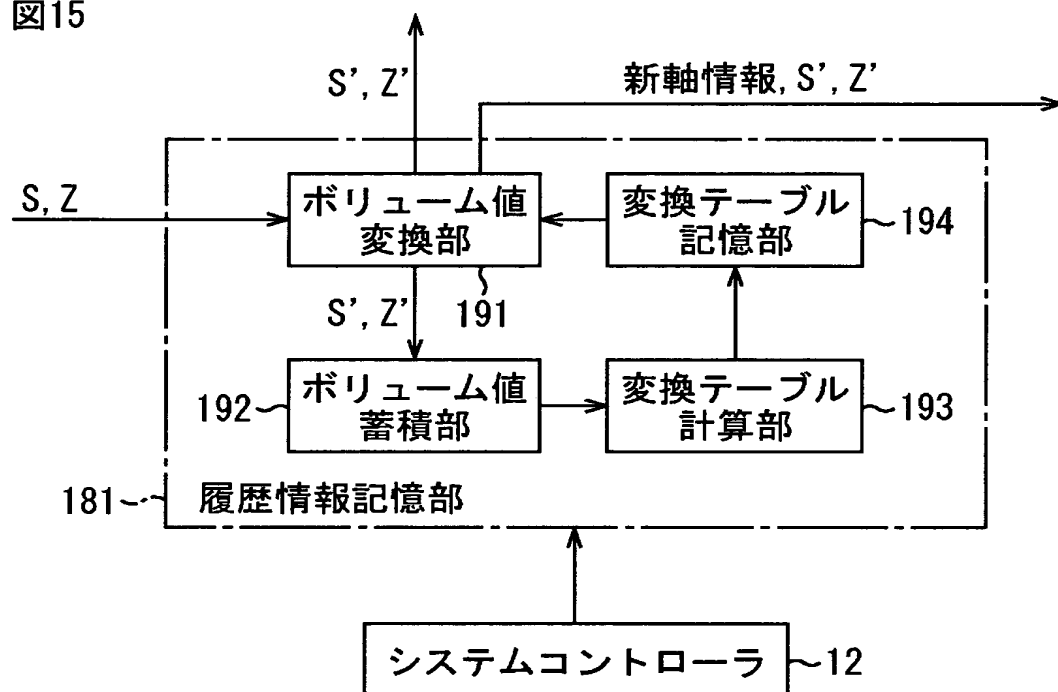 図15
S', Z'
新軸情報, S', Z'
S, Z
ボリューム値
変換部
変換テーブル
記憶部
194
S', Z'
191
192
ボリューム値
蓄積部
変換テーブル
計算部
193
181
履歴情報記憶部
システムコントローラ
12